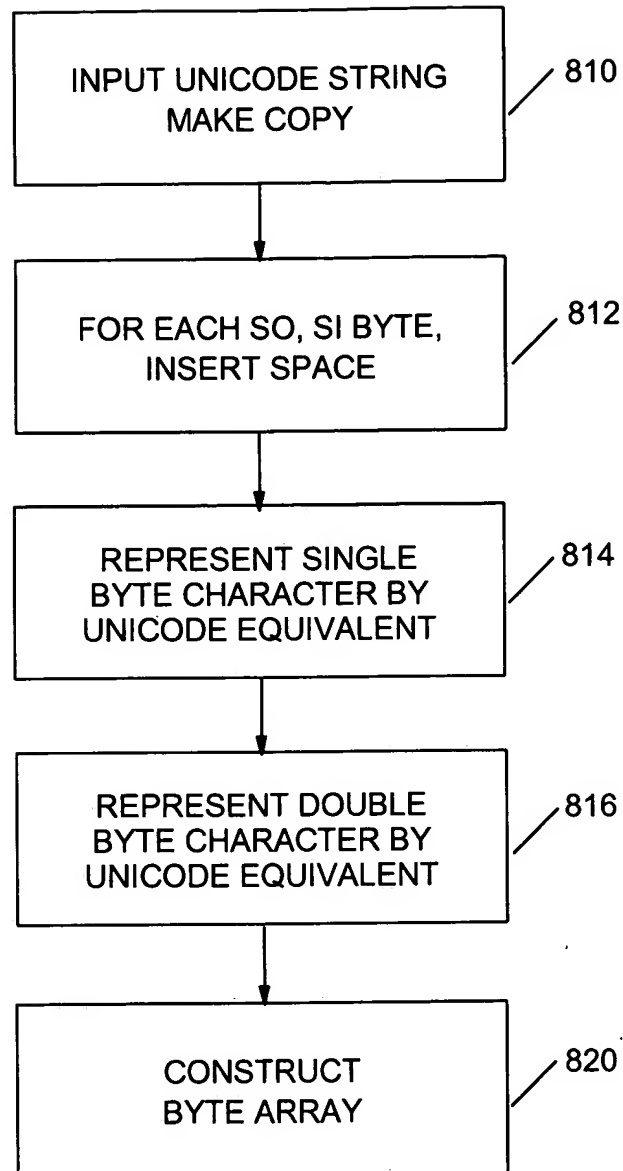 INPUT UNICODE STRING
MAKE COPY
810
FOR EACH SO, SI BYTE,
INSERT SPACE
812
REPRESENT SINGLE
BYTE CHARACTER BY
UNICODE EQUIVALENT
814
REPRESENT DOUBLE
BYTE CHARACTER BY
UNICODE EQUIVALENT
816
CONSTRUCT
BYTE ARRAY
820